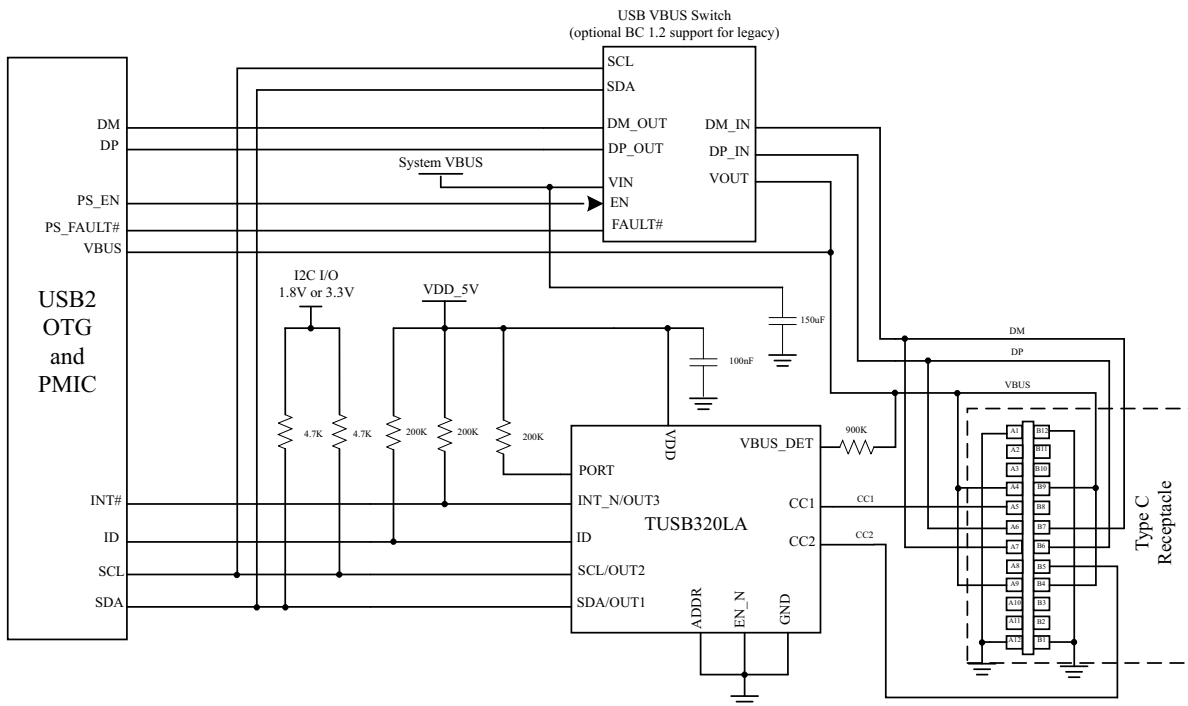 USB VBUS Switch
(optional BC 1.2 support for legacy)
SCL
SDA
DM
DP
DM_OUT
DP_OUT
DM_IN
DP_IN
VOUT
System VBUS
VIN
PS_EN
EN
PS_FAULT#
FAULT#
VBUS
USB2
OTG
and
PMIC
I2C I/O
1.8V or 3.3V
VDD_5V
150uF
100nF
DM
DP
VBUS
4.7K
4.7K
200K
200K
200K
900K
VDD
VBUS_DET
PORT
INT#
INT_N/OUT3
TUSB320LA
CC1
CC1
ID
ID
CC2
CC2
SCL
SCL/OUT2
SDA
SDA/OUT1
ADDR
EN_N
GND
A1
B12
A2
B11
A3
B10
A4
B9
A5
B8
A6
B7
A7
B6
A8
B5
A9
B4
A10
B3
A11
B2
A12
B1
Type C
Receptacle